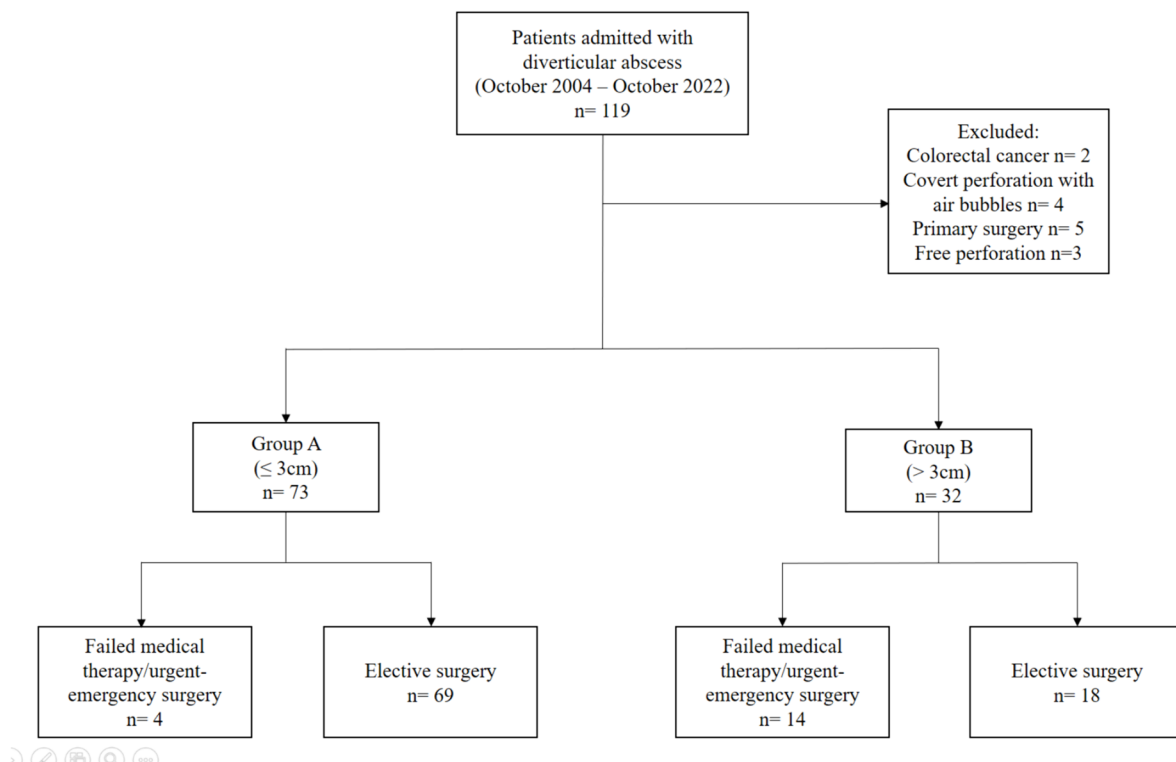 Patients admitted with
diverticular abscess
(October 2004 – October 2022)
n= 119
Excluded:
Colorectal cancer n= 2
Covert perforation with
air bubbles n= 4
Primary surgery n= 5
Free perforation n=3
Group A
(≤ 3cm)
n= 73
Group B
(> 3cm)
n= 32
Failed medical
therapy/urgent-
emergency surgery
n= 4
Elective surgery
n= 69
Failed medical
therapy/urgent-
emergency surgery
n= 14
Elective surgery
n= 18